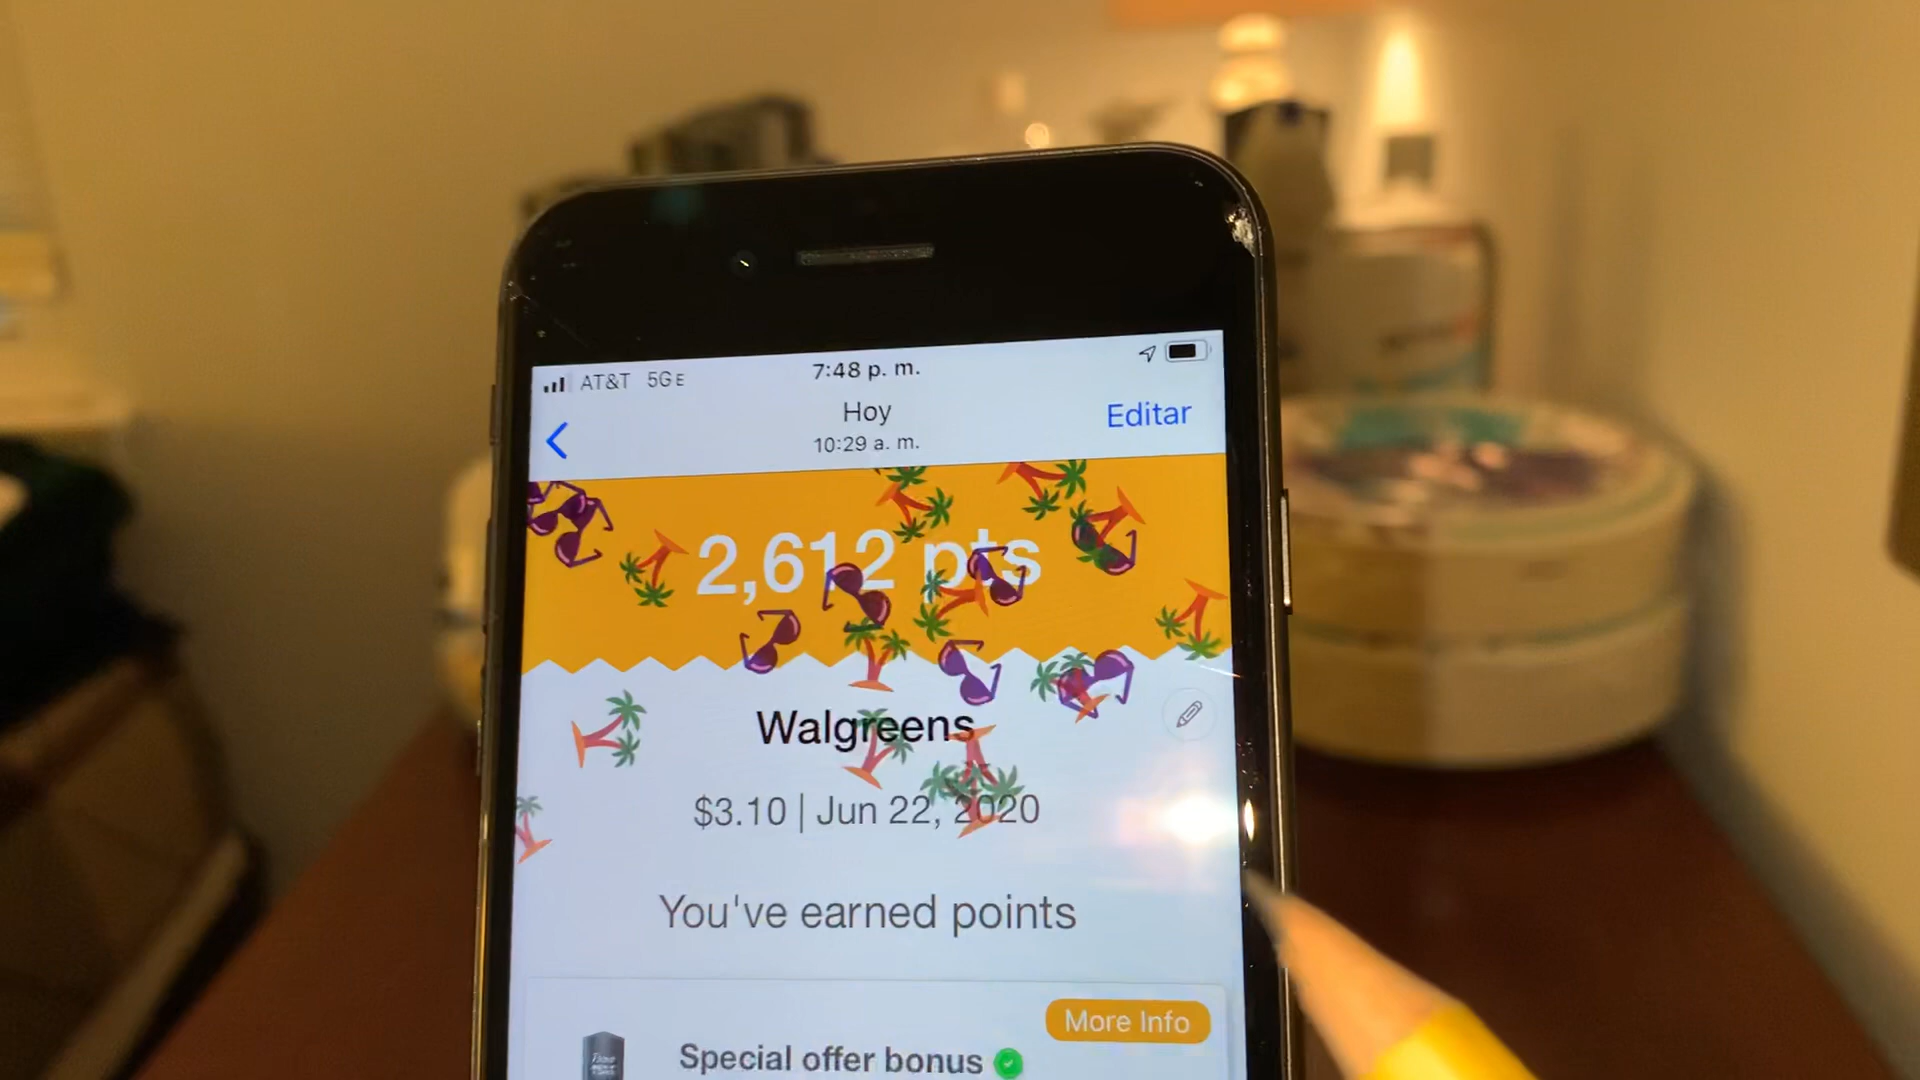 AT&T 5GE
7:48 p. m.
Hoy
10:29 a. m.
Editar
2,612 pts
Walgreens
$3.10 | Jun 22, 2020
You've earned points
More Info
Special offer bonus